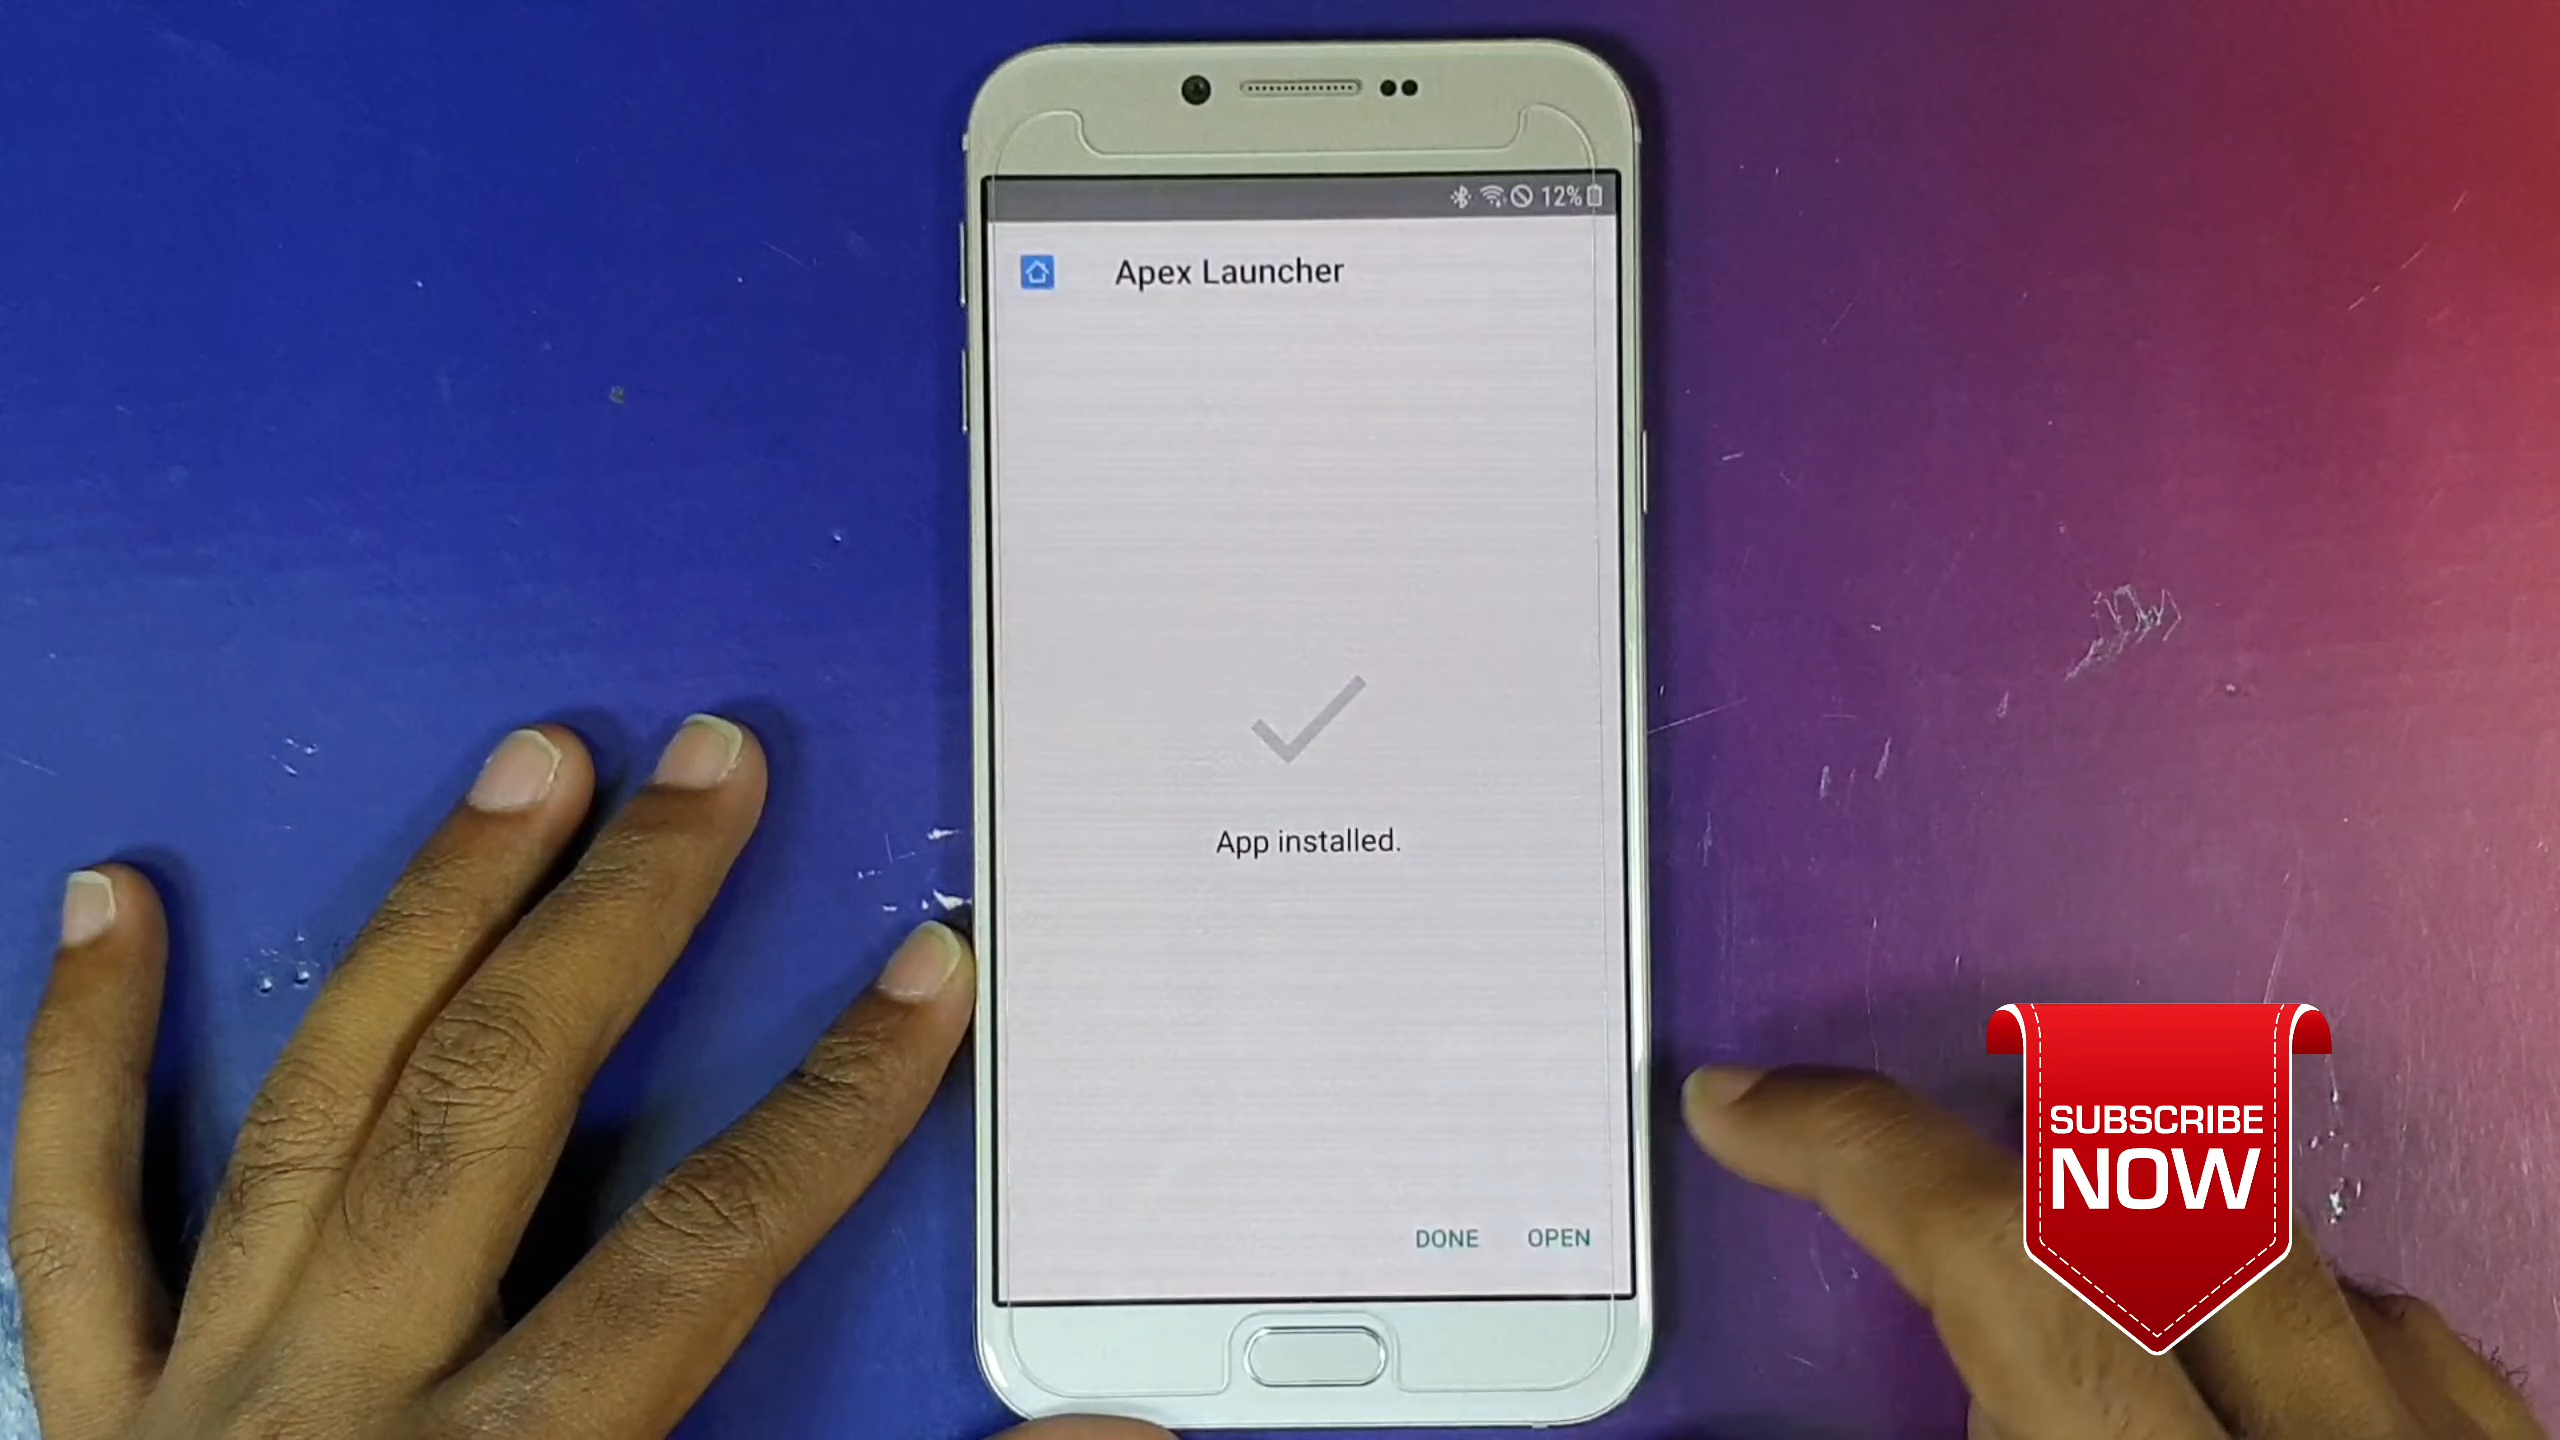 12%
Apex Launcher
App installed.
DONE OPEN
SUBSCRIBE
NOW